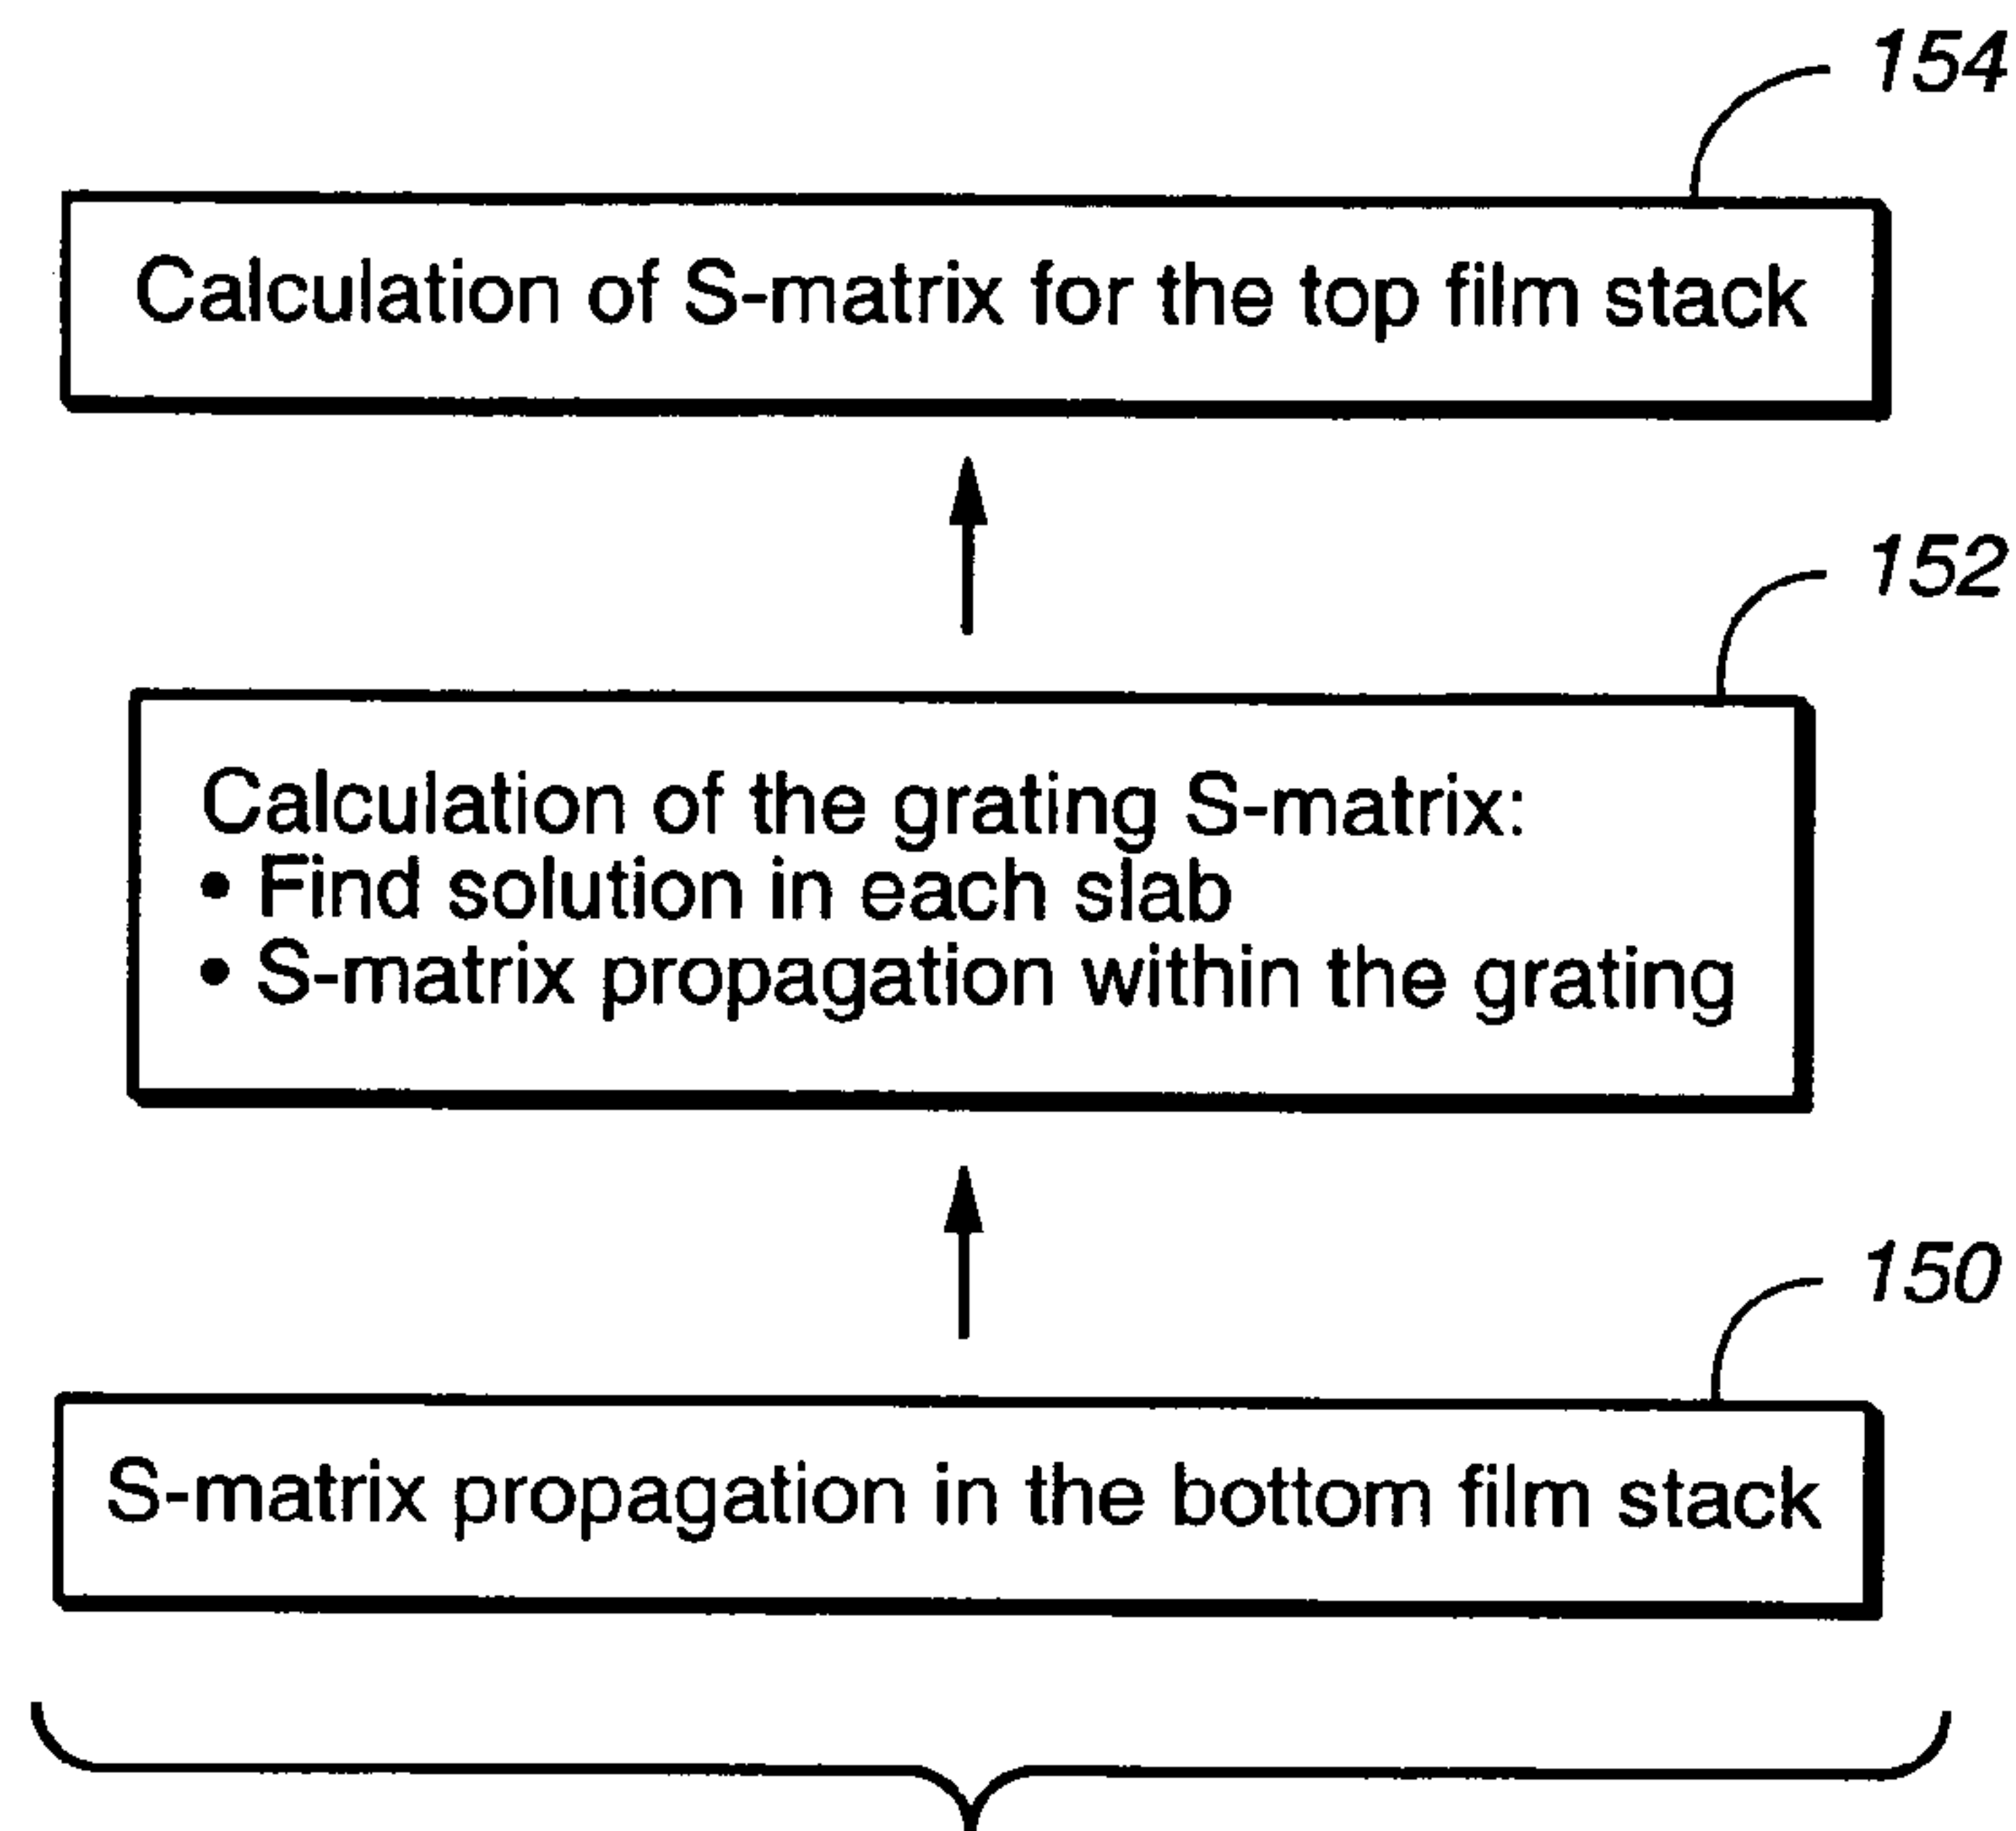 154
Calculation of S-matrix for the top film stack
152
Calculation of the grating S-matrix:
• Find solution in each slab
• S-matrix propagation within the grating
150
S-matrix propagation in the bottom film stack